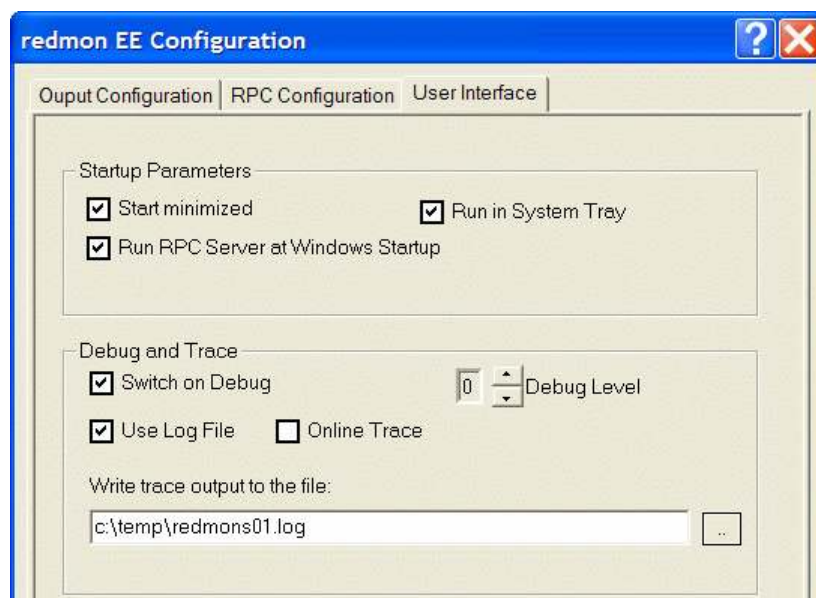 redmon EE Configuration
Ouput Configuration RPC Configuration User Interface
Startup Parameters
Start minimized Run in System Tray
Run RPC Server at Windows Startup
Debug and Trace
Switch on Debug 0 Debug Level
Use Log File Online Trace
Write trace output to the file:
c:\temp\redmons01.log ..